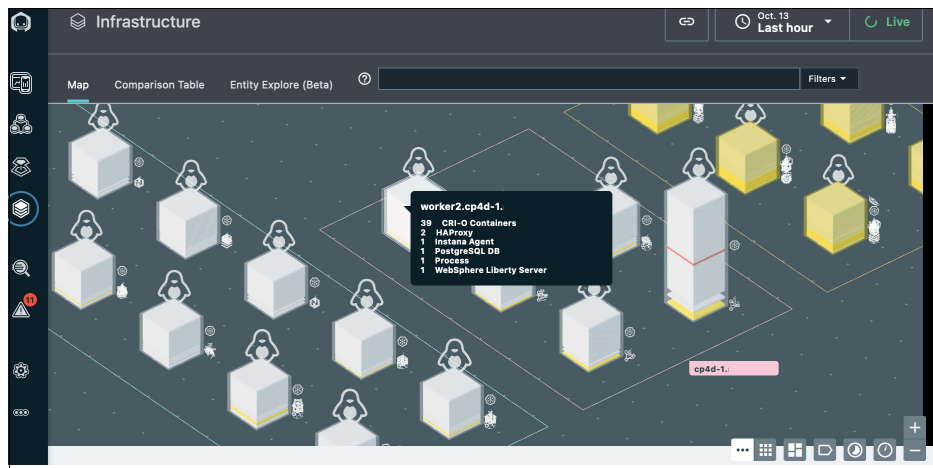 Infrastructure
Oct. 13
Last hour
Live
Map
Comparison Table
Entity Explore (Beta)
?
Filters
worker2.cp4d-1.
39 CRI-O Containers
2 HAProxy
1 Instana Agent
1 PostgreSQL DB
1 Process
1 WebSphere Liberty Server
11
cp4d-1.
+
−